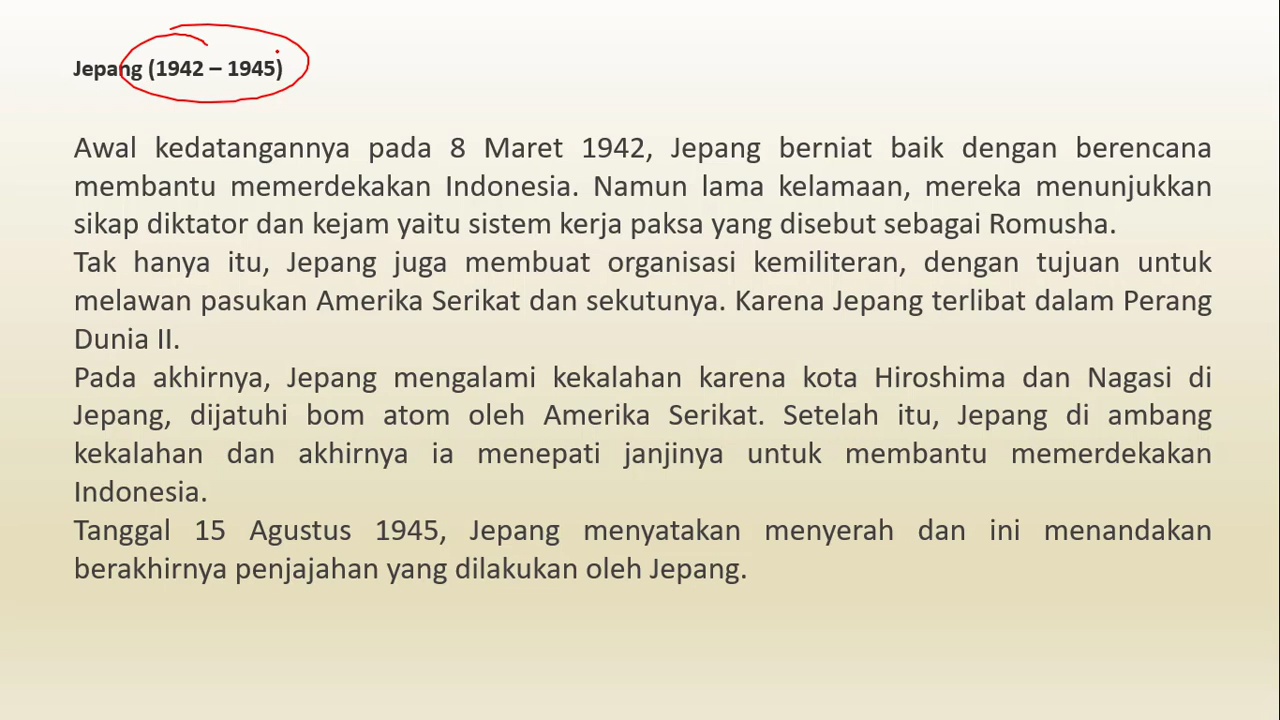 Jepang (1942 – 1945)
Awal kedatangannya pada 8 Maret 1942, Jepang berniat baik dengan berencana
membantu memerdekakan Indonesia. Namun lama kelamaan, mereka menunjukkan
sikap diktator dan kejam yaitu sistem kerja paksa yang disebut sebagai Romusha.
Tak hanya itu, Jepang juga membuat organisasi kemiliteran, dengan tujuan untuk
melawan pasukan Amerika Serikat dan sekutunya. Karena Jepang terlibat dalam Perang
Dunia II.
Pada akhirnya, Jepang mengalami kekalahan karena kota Hiroshima dan Nagasi di
Jepang, dijatuhi bom atom oleh Amerika Serikat. Setelah itu, Jepang di ambang
kekalahan dan akhirnya ia menepati janjinya untuk membantu memerdekakan
Indonesia.
Tanggal 15 Agustus 1945, Jepang menyatakan menyerah dan ini menandakan
berakhirnya penjajahan yang dilakukan oleh Jepang.